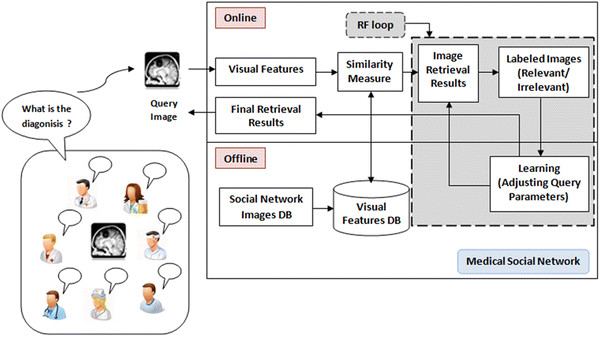 Online
RF loop
Visual Features
Similarity
Measure
Image
Retrieval
Results
Labeled Images
(Relevant/
Irrelevant)
Query
Image
What is the
diagonisis ?
Final Retrieval
Results
Offline
Learning
(Adjusting Query
Parameters)
Social Network
Images DB
Visual
Features DB
Medical Social Network